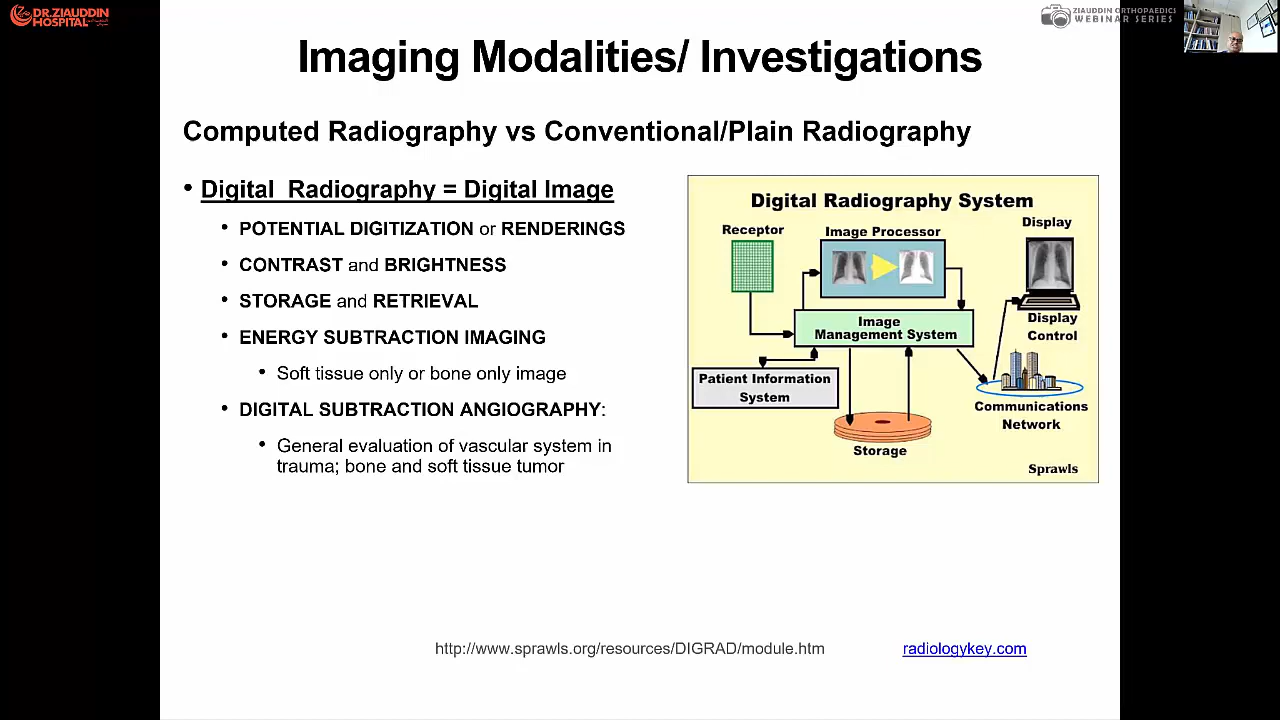 DR.ZIAUDDIN
HOSPITAL
ZIAUDDIN ORTHOPAEDICS
WEBINAR SERIES
Imaging Modalities/ Investigations
Computed Radiography vs Conventional/Plain Radiography
• Digital Radiography = Digital Image
• POTENTIAL DIGITIZATION or RENDERINGS
• CONTRAST and BRIGHTNESS
• STORAGE and RETRIEVAL
• ENERGY SUBTRACTION IMAGING
• Soft tissue only or bone only image
• DIGITAL SUBTRACTION ANGIOGRAPHY:
• General evaluation of vascular system in
trauma; bone and soft tissue tumor
Digital Radiography System
Receptor
Image Processor
Display
Image
Management System
Display
Control
Patient Information
System
Communications
Network
Storage
Sprawls
http://www.sprawls.org/resources/DIGRAD/module.htm
radiologykey.com